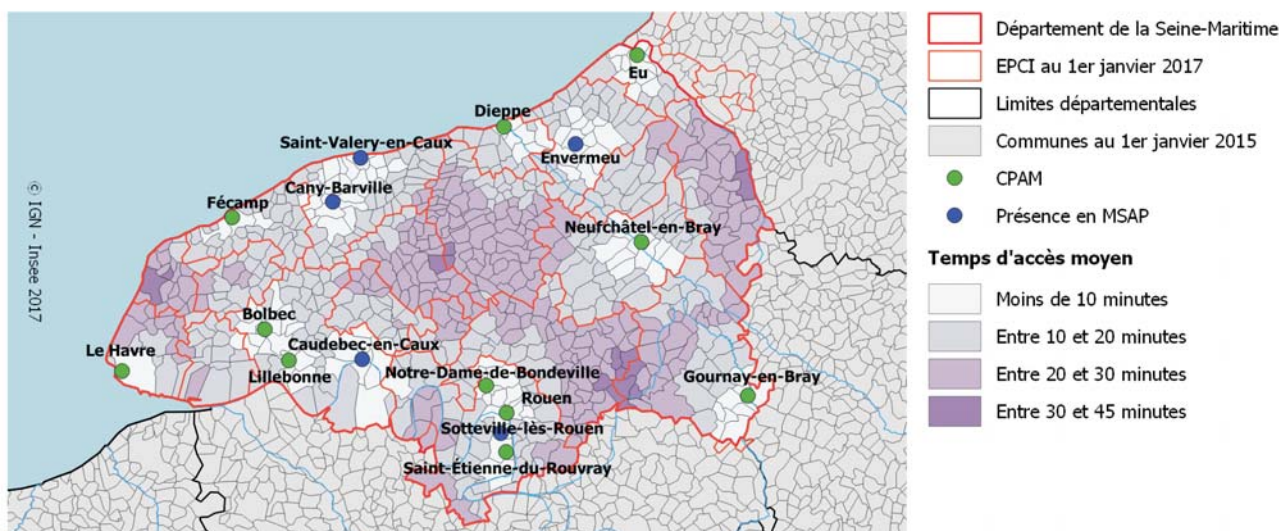 Eu
Dieppe
Saint-Valery-en-Caux
Envermeu
Cany-Barville
Fécamp
Neufchâtel-en-Bray
Bolbec
Le Havre
Caudebec-en-Caux
Lillebonne
Notre-Dame-de-Bondeville
Gournay-en-Bray
Rouen
Sotteville-lès-Rouen
Saint-Étienne-du-Rouvray
© IGN - Insee 2017
Département de la Seine-Maritime
EPCI au 1er janvier 2017
Limites départementales
Communes au 1er janvier 2015
CPAM
Présence en MSAP
Temps d'accès moyen
Moins de 10 minutes
Entre 10 et 20 minutes
Entre 20 et 30 minutes
Entre 30 et 45 minutes